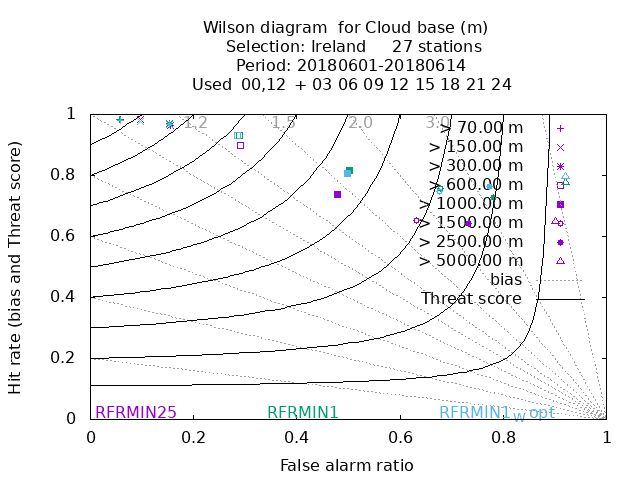 Wilson diagram  for Cloud base (m)
Selection: Ireland     27 stations
Period: 20180601-20180614
Used  00,12  + 03 06 09 12 15 18 21 24
Hit rate (bias and Threat score)
1
0.8
0.6
0.4
0.2
0
1.2
1.5
2.0
3.0
> 70.00 m
> 150.00 m
> 300.00 m
> 600.00 m
> 1000.00 m
> 1500.00 m
> 2500.00 m
> 5000.00 m
bias
Threat score
RFRMIN25 RFRMIN1 RFRMIN1_w_opt
0 0.2 0.4 0.6 0.8 1
False alarm ratio